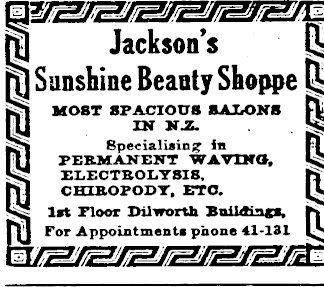 Jackson's
Sunshine Beauty Shoppe
MOST SPACIOUS SALONS
IN N.Z.
Specialising in
PERMANENT WAVING,
ELECTROLYSIS,
CHIROPODY, ETC.
1st Floor Dilworth Buildings,
For Appointments phone 41-131